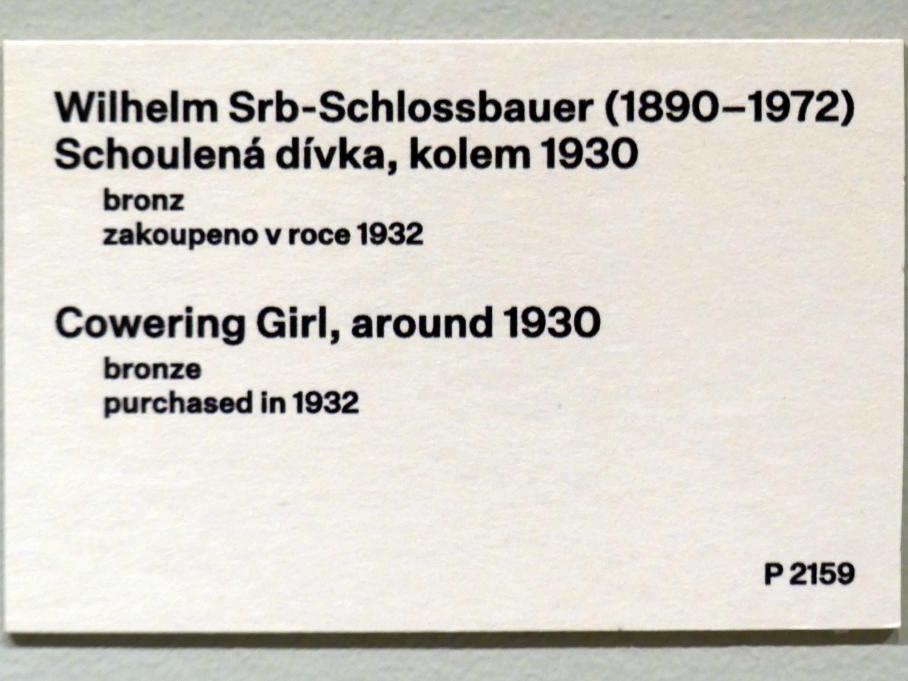 Wilhelm Srb-Schlossbauer (1890–1972)
Schoulená dívka, kolem 1930
bronz
zakoupeno v roce 1932
Cowering Girl, around 1930
bronze
purchased in 1932
P 2159